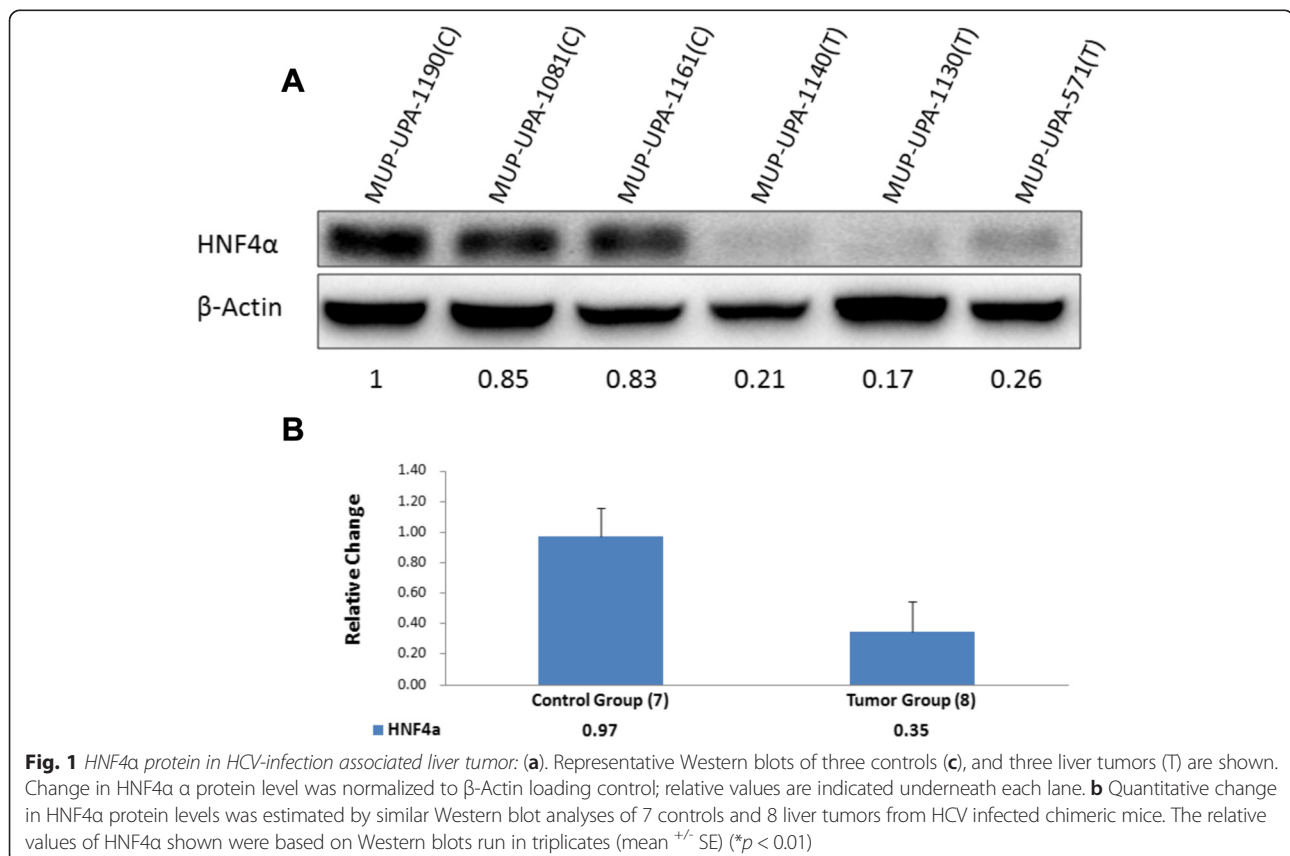 A
MUP-UPA-1190(C)
MUP-UPA-1081(C)
MUP-UPA-1161(C)
MUP-UPA-1140(T)
MUP-UPA-1130(T)
MUP-UPA-571(T)
HNF4α
β-Actin
1 0.85 0.83 0.21 0.17 0.26
B
Relative Change
1.40
1.20
1.00
0.80
0.60
0.40
0.20
0.00
Control Group (7) Tumor Group (8)
HNF4a 0.97 0.35
Fig. 1 HNF4α protein in HCV-infection associated liver tumor: (a). Representative Western blots of three controls (c), and three liver tumors (T) are shown.
Change in HNF4α α protein level was normalized to β-Actin loading control; relative values are indicated underneath each lane. b Quantitative change
in HNF4α protein levels was estimated by similar Western blot analyses of 7 controls and 8 liver tumors from HCV infected chimeric mice. The relative
values of HNF4α shown were based on Western blots run in triplicates (mean +/- SE) (*p < 0.01)